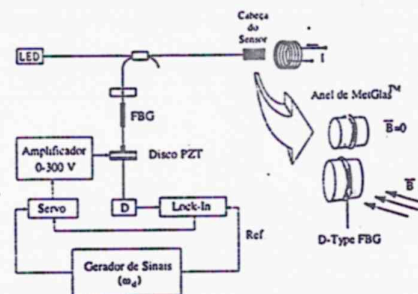 Cabeça
do
Sensor
LED
I
Anel de MetGlas™
FBG
B=0
Amplificador
0-300 V
Disco PZT
B
Servo
D
Lock-In
Ref
D-Type FBG
Gerador de Sinais
(ωd)